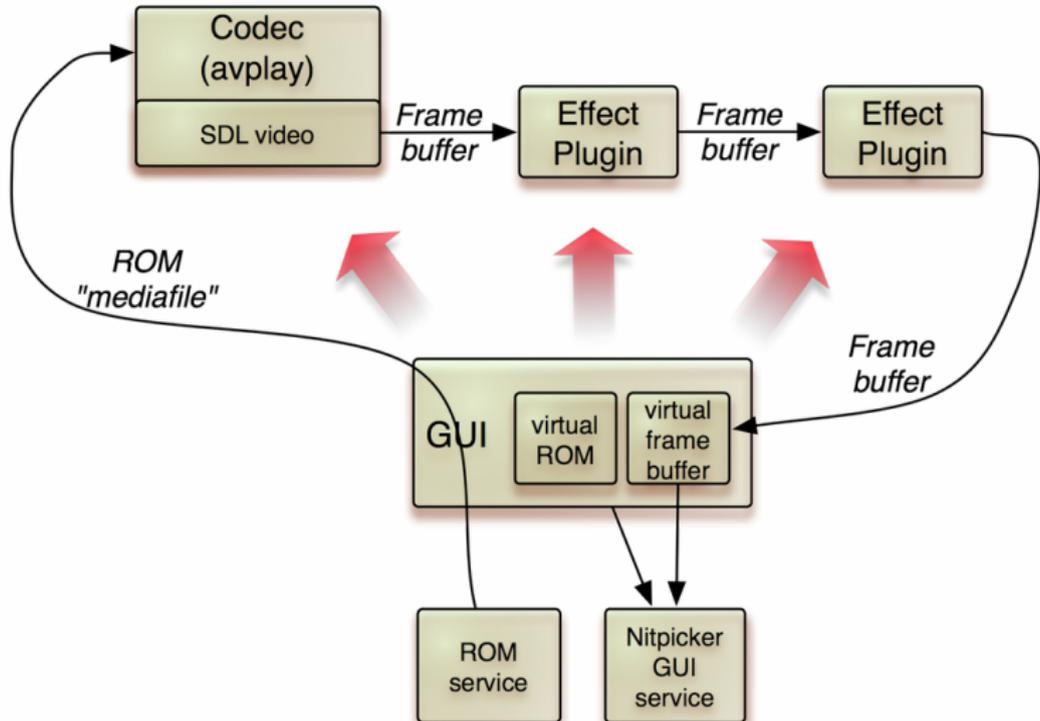 Codec
(avplay)
SDL video
Frame
buffer
Effect
Plugin
Frame
buffer
Effect
Plugin
ROM
"mediafile"
Frame
buffer
GUI
virtual
ROM
virtual
frame
buffer
ROM
service
Nitpicker
GUI
service